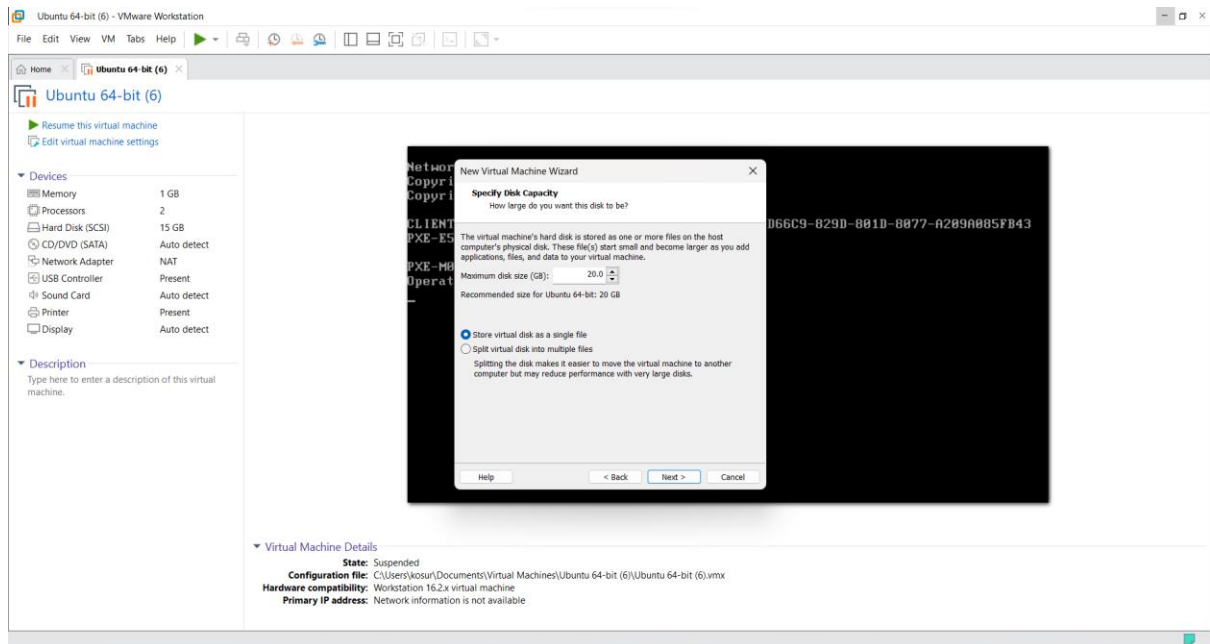 Ubuntu 64-bit (6) - VMware Workstation
File Edit View VM Tabs Help
Home
Ubuntu 64-bit (6)
Ubuntu 64-bit (6)
Resume this virtual machine
Edit virtual machine settings
Devices
Memory 1 GB
Processors 2
Hard Disk (SCSI) 15 GB
CD/DVD (SATA) Auto detect
Network Adapter NAT
USB Controller Present
Sound Card Auto detect
Printer Present
Display Auto detect
Description
Type here to enter a description of this virtual
machine.
Networ
Copyri
Copyri
CLIENT D66C9-829D-801D-8077-A209A085FB43
PXE-E5
PXE-M0
Operat
New Virtual Machine Wizard
Specify Disk Capacity
How large do you want this disk to be?
The virtual machine's hard disk is stored as one or more files on the host
computer's physical disk. These file(s) start small and become larger as you add
applications, files, and data to your virtual machine.
Maximum disk size (GB): 20.0
Recommended size for Ubuntu 64-bit: 20 GB
Store virtual disk as a single file
Split virtual disk into multiple files
Splitting the disk makes it easier to move the virtual machine to another
computer but may reduce performance with very large disks.
Help < Back Next > Cancel
Virtual Machine Details
State: Suspended
Configuration file: C:\Users\kosur\Documents\Virtual Machines\Ubuntu 64-bit (6)\Ubuntu 64-bit (6).vmx
Hardware compatibility: Workstation 16.2.x virtual machine
Primary IP address: Network information is not available